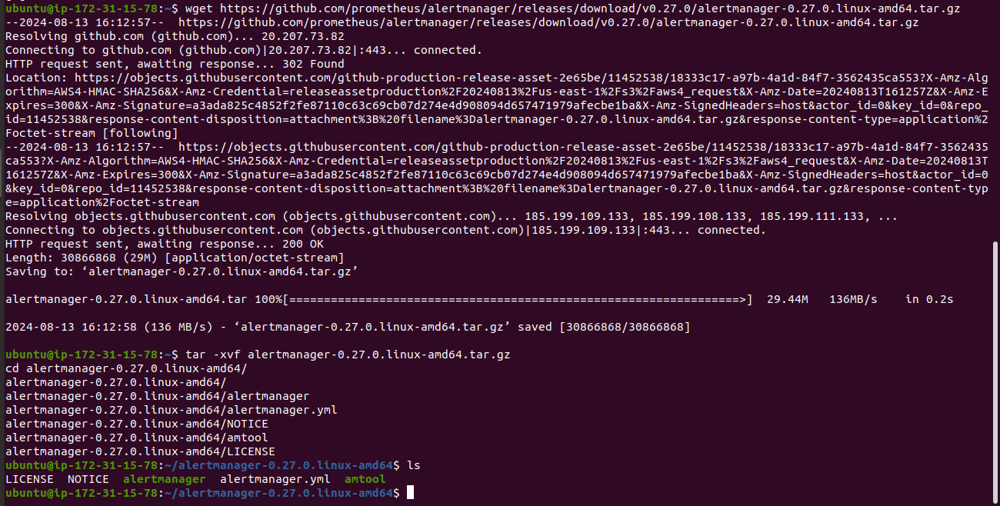 ubuntu@ip-172-31-15-78:~$ wget https://github.com/prometheus/alertmanager/releases/download/v0.27.0/alertmanager-0.27.0.linux-amd64.tar.gz
--2024-08-13 16:12:57--  https://github.com/prometheus/alertmanager/releases/download/v0.27.0/alertmanager-0.27.0.linux-amd64.tar.gz
Resolving github.com (github.com)... 20.207.73.82
Connecting to github.com (github.com)|20.207.73.82|:443... connected.
HTTP request sent, awaiting response... 302 Found
Location: https://objects.githubusercontent.com/github-production-release-asset-2e65be/11452538/18333c17-a97b-4a1d-84f7-3562435ca553?X-Amz-Alg
orithm=AWS4-HMAC-SHA256&X-Amz-Credential=releaseassetproduction%2F20240813%2Fus-east-1%2Fs3%2Faws4_request&X-Amz-Date=20240813T161257Z&X-Amz-E
xpires=300&X-Amz-Signature=a3ada825c4852f2fe87110c63c69cb07d274e4d908094d657471979afecbe1ba&X-Amz-SignedHeaders=host&actor_id=0&key_id=0&repo_
id=11452538&response-content-disposition=attachment%3B%20filename%3Dalertmanager-0.27.0.linux-amd64.tar.gz&response-content-type=application%2
Foctet-stream [following]
--2024-08-13 16:12:57--  https://objects.githubusercontent.com/github-production-release-asset-2e65be/11452538/18333c17-a97b-4a1d-84f7-3562435
ca553?X-Amz-Algorithm=AWS4-HMAC-SHA256&X-Amz-Credential=releaseassetproduction%2F20240813%2Fus-east-1%2Fs3%2Faws4_request&X-Amz-Date=20240813T
161257Z&X-Amz-Expires=300&X-Amz-Signature=a3ada825c4852f2fe87110c63c69cb07d274e4d908094d657471979afecbe1ba&X-Amz-SignedHeaders=host&actor_id=0
&key_id=0&repo_id=11452538&response-content-disposition=attachment%3B%20filename%3Dalertmanager-0.27.0.linux-amd64.tar.gz&response-content-typ
e=application%2Foctet-stream
Resolving objects.githubusercontent.com (objects.githubusercontent.com)... 185.199.109.133, 185.199.108.133, 185.199.111.133, ...
Connecting to objects.githubusercontent.com (objects.githubusercontent.com)|185.199.109.133|:443... connected.
HTTP request sent, awaiting response... 200 OK
Length: 30866868 (29M) [application/octet-stream]
Saving to: ‘alertmanager-0.27.0.linux-amd64.tar.gz’
alertmanager-0.27.0.linux-amd64.tar 100%[=================================================================>]  29.44M   136MB/s    in 0.2s
2024-08-13 16:12:58 (136 MB/s) - ‘alertmanager-0.27.0.linux-amd64.tar.gz’ saved [30866868/30866868]
ubuntu@ip-172-31-15-78:~$ tar -xvf alertmanager-0.27.0.linux-amd64.tar.gz
cd alertmanager-0.27.0.linux-amd64/
alertmanager-0.27.0.linux-amd64/
alertmanager-0.27.0.linux-amd64/alertmanager
alertmanager-0.27.0.linux-amd64/alertmanager.yml
alertmanager-0.27.0.linux-amd64/NOTICE
alertmanager-0.27.0.linux-amd64/amtool
alertmanager-0.27.0.linux-amd64/LICENSE
ubuntu@ip-172-31-15-78:~/alertmanager-0.27.0.linux-amd64$ ls
LICENSE  NOTICE  alertmanager  alertmanager.yml  amtool
ubuntu@ip-172-31-15-78:~/alertmanager-0.27.0.linux-amd64$